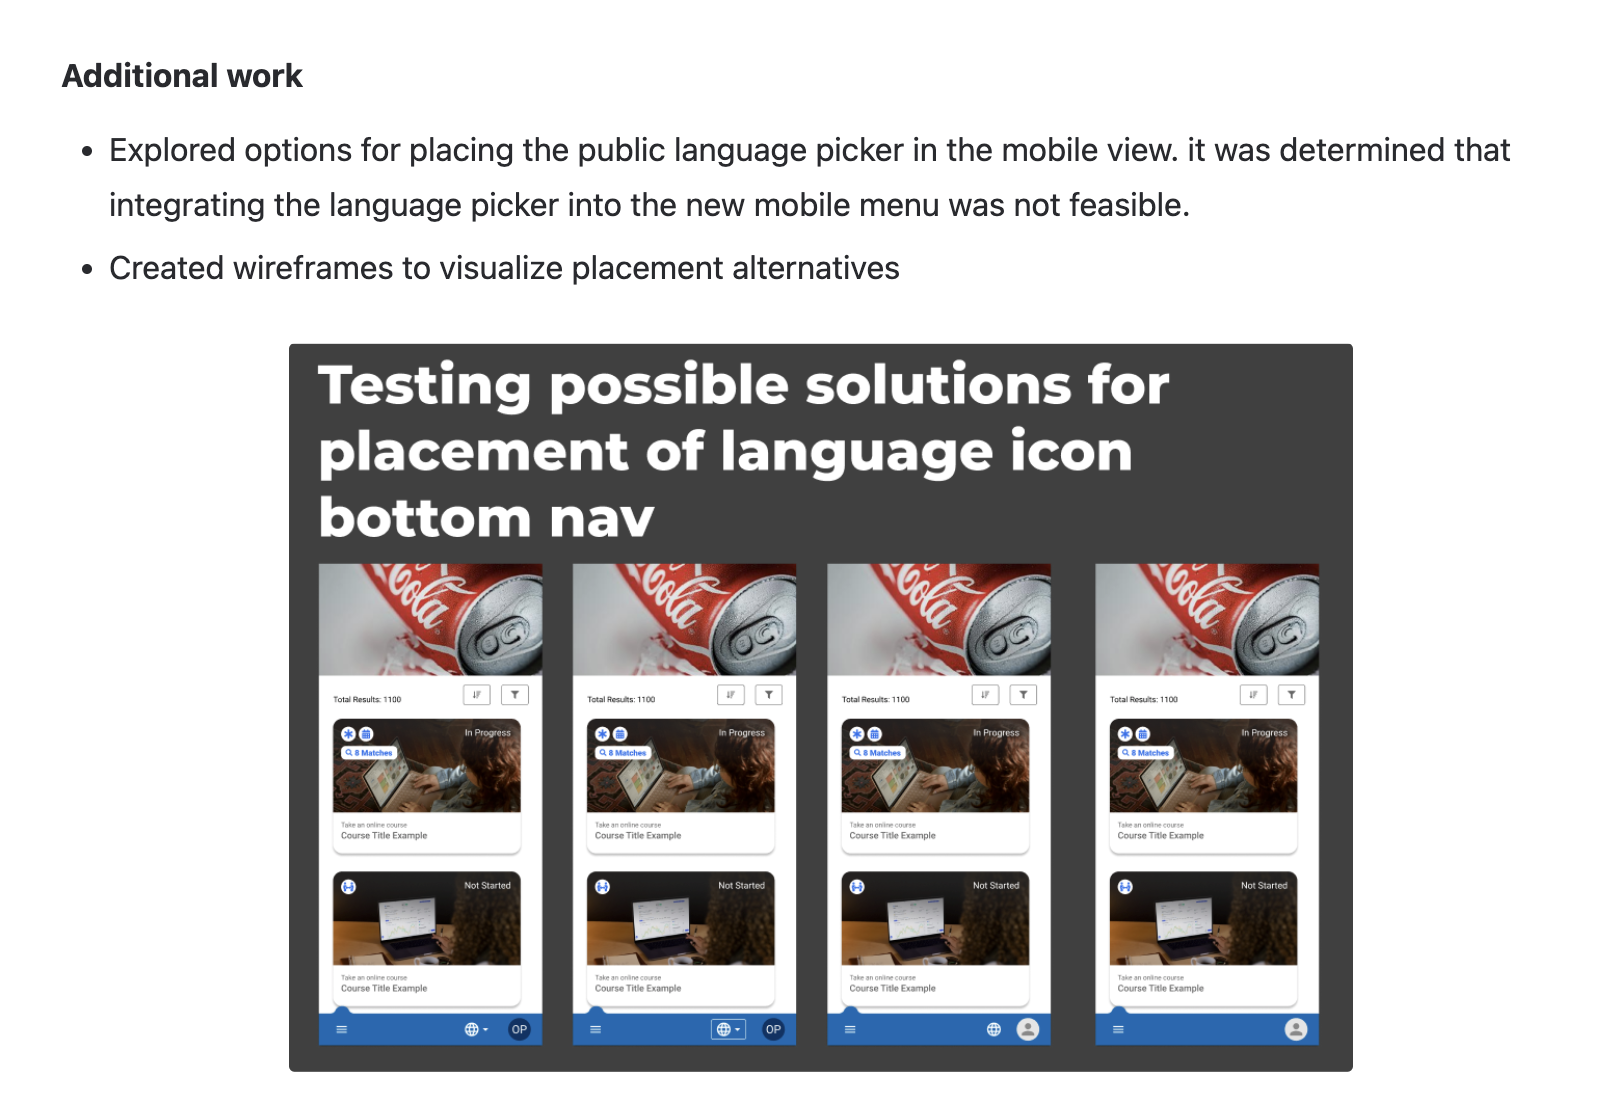 Additional work
Explored options for placing the public language picker in the mobile view. it was determined that
integrating the language picker into the new mobile menu was not feasible.
Created wireframes to visualize placement alternatives
Testing possible solutions for
placement of language icon
bottom nav
Cola Cola Cola Cola
Total Results: 1100 Total Results: 1100 Total Results: 1100 Total Results: 1100
In Progress In Progress In Progress In Progress
8 Matches 8 Matches 8 Matches 8 Matches
Take an online course Take an online course Take an online course Take an online course
Course Title Example Course Title Example Course Title Example Course Title Example
Not Started Not Started Not Started Not Started
Take an online course Take an online course Take an online course Take an online course
Course Title Example Course Title Example Course Title Example Course Title Example
OP OP